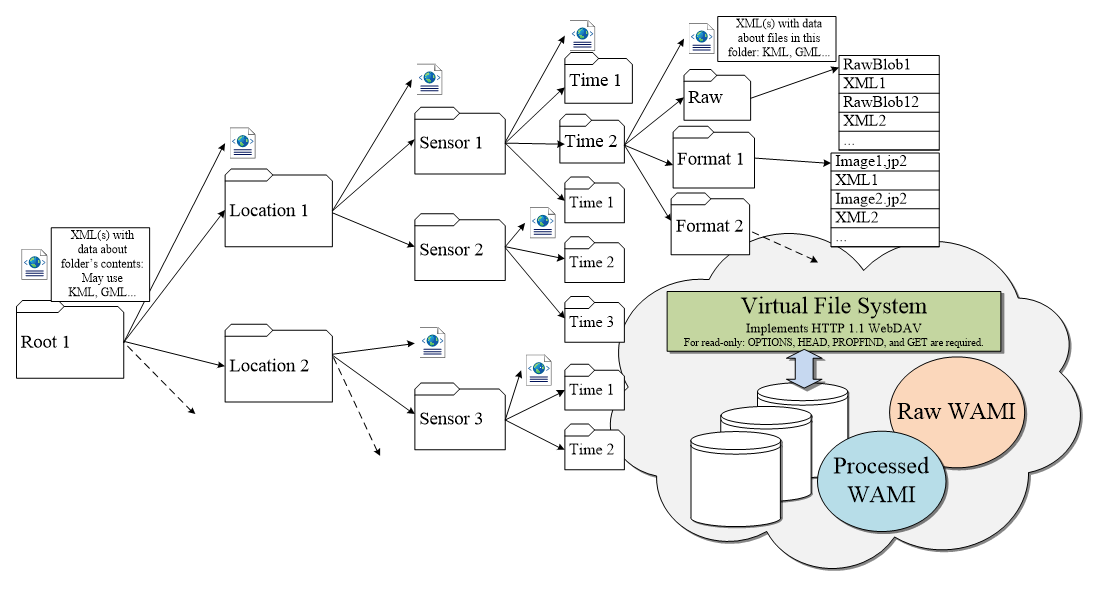 XML(s) with
data about
folder's contents:
May use
KML, GML...
Root 1
Location 1
Location 2
Sensor 1
Sensor 2
Sensor 3
Time 1
Time 2
Time 1
Time 2
Time 3
Time 1
Time 2
XML(s) with data
about files in this
folder: KML, GML...
Raw
Format 1
Format 2
RawBlob1
XML1
RawBlob12
XML2
...
Image1.jp2
XML1
Image2.jp2
XML2
...
Virtual File System
Implements HTTP 1.1 WebDAV
For read-only: OPTIONS, HEAD, PROPFIND, and GET are required.
Raw WAMI
Processed
WAMI